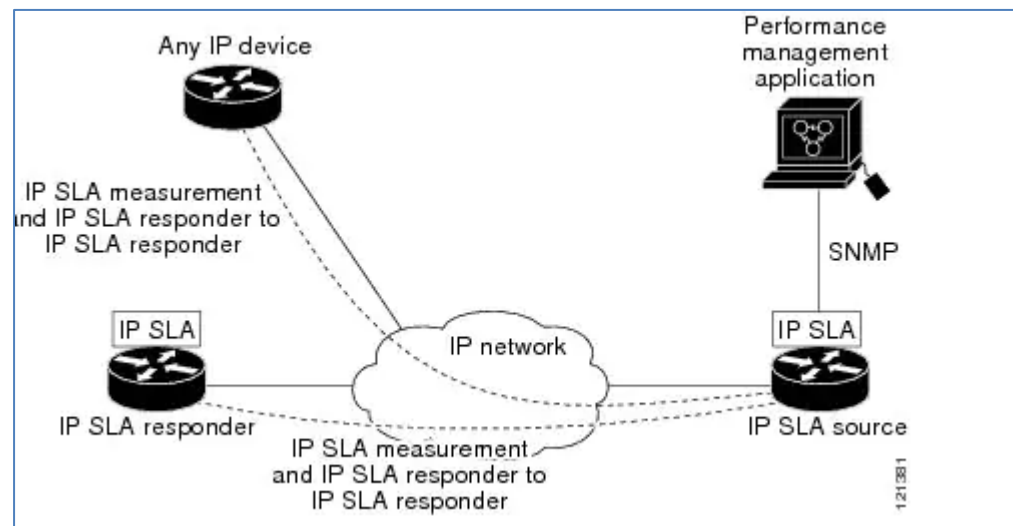 Any IP device
Performance
management
application
IP SLA measurement
and IP SLA responder to
IP SLA responder
SNMP
IP SLA
IP SLA
IP network
IP SLA responder
IP SLA source
IP SLA measurement
and IP SLA responder to
IP SLA responder
121381